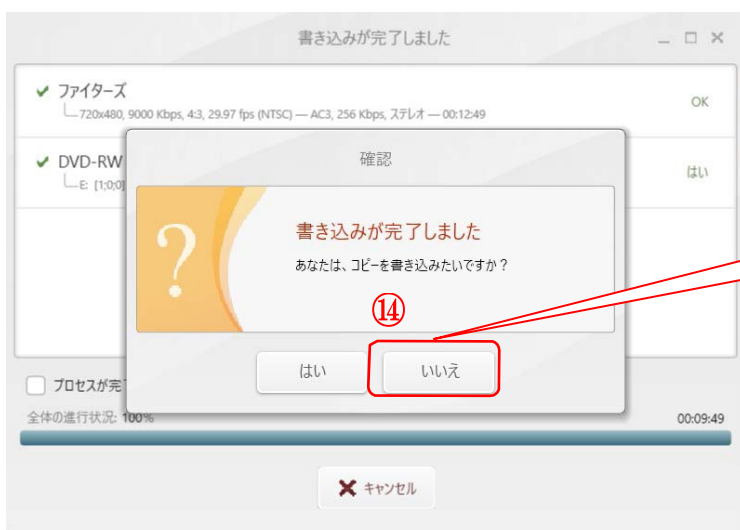 書き込みが完了しました
ファイターズ
720x480, 9000 Kbps, 4:3, 29.97 fps (NTSC) — AC3, 256 Kbps, ステレオ — 00:12:49
OK
DVD-RW
E: [1;0;0]
はい
確認
?
書き込みが完了しました
あなたは、コピーを書き込みたいですか?
⑭
はい
いいえ
プロセスが完
全体の進行状況: 100%
00:09:49
キャンセル